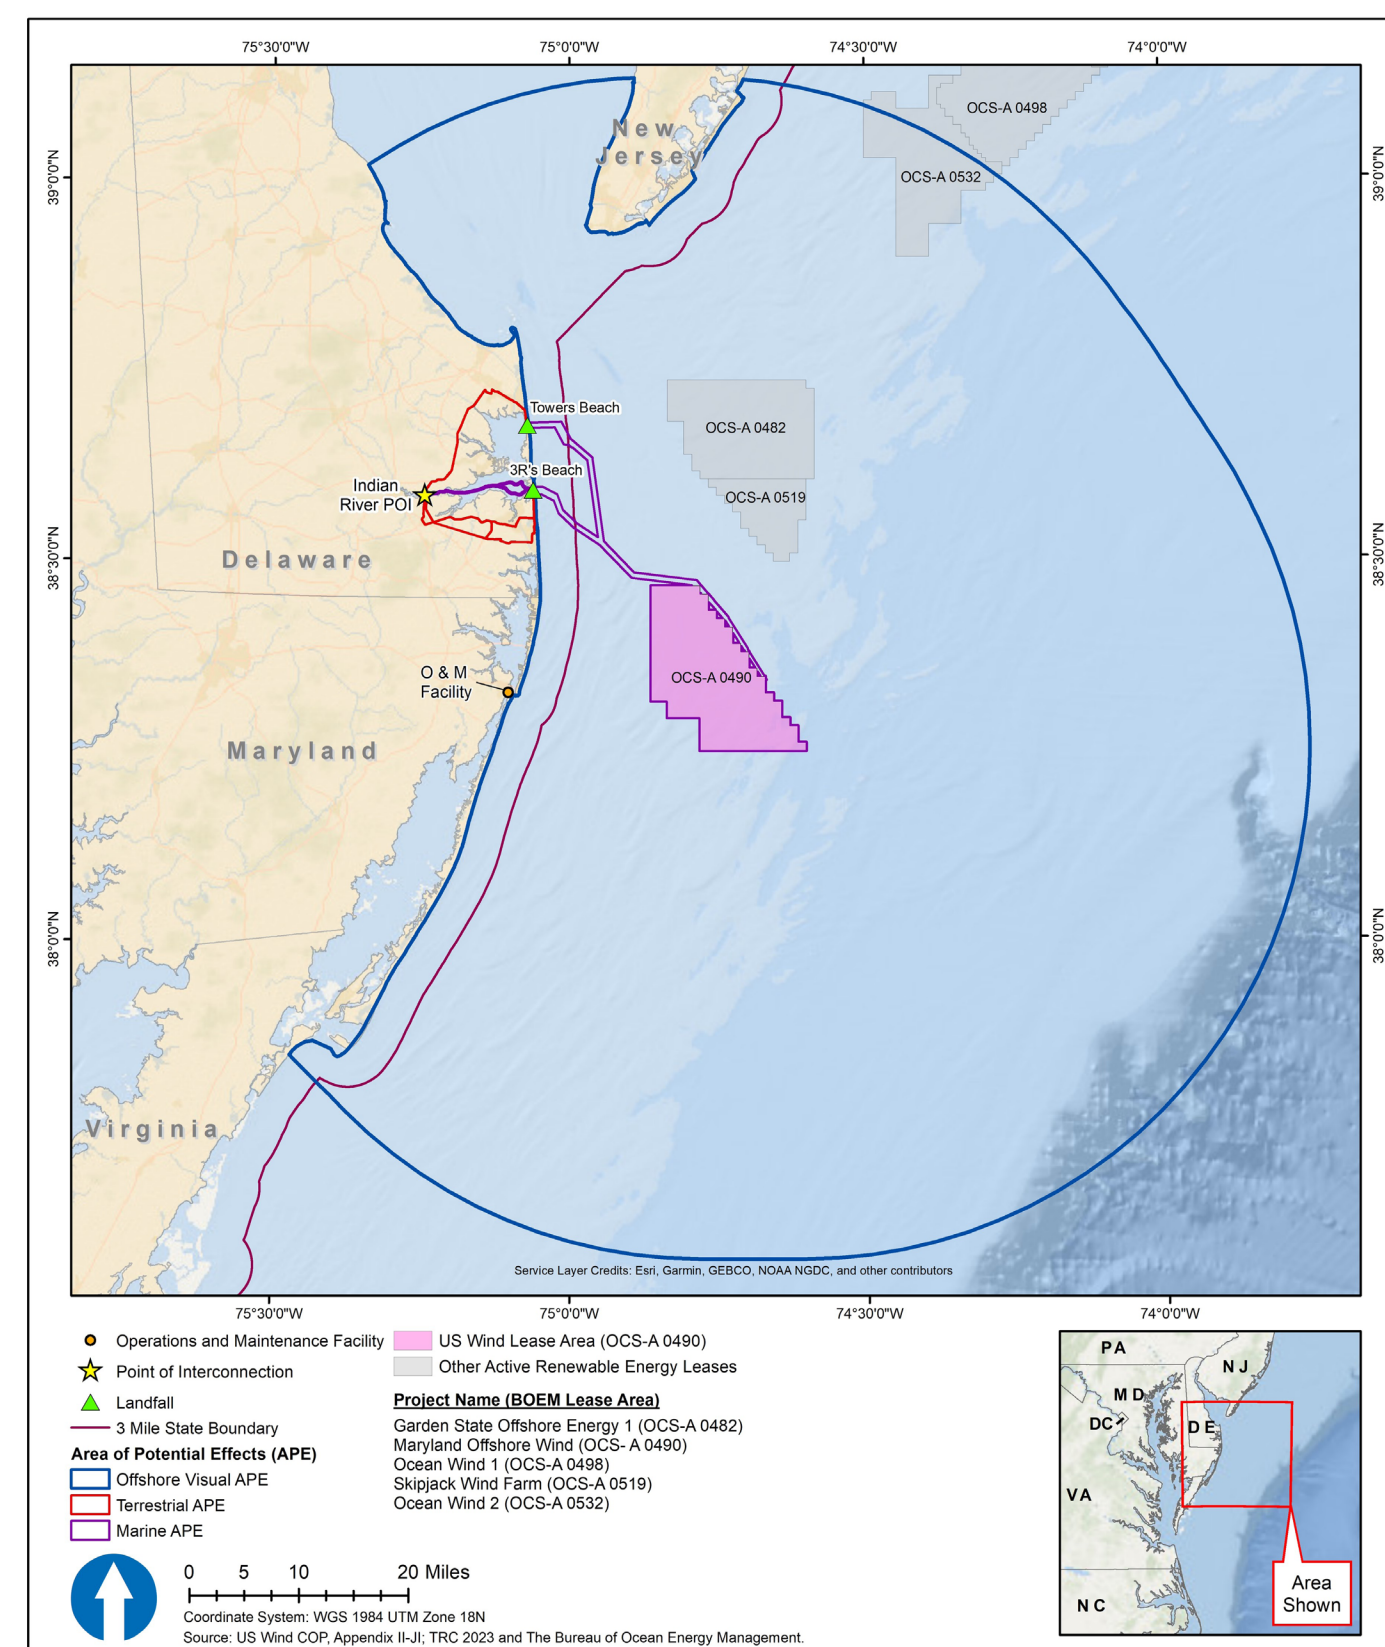 75°30'0"W 75°0'0"W 74°30'0"W 74°0'0"W
39°0'0"N
39°0'0"N
New
Jersey
OCS-A 0498
OCS-A 0532
OCS-A 0482
OCS-A 0519
Towers Beach
3R's Beach
Indian
River POI
38°30'0"N
38°30'0"N
Delaware
O & M
Facility
OCS-A 0490
Maryland
38°0'0"N
38°0'0"N
Virginia
Service Layer Credits: Esri, Garmin, GEBCO, NOAA NGDC, and other contributors
75°30'0"W 75°0'0"W 74°30'0"W 74°0'0"W
Operations and Maintenance Facility
Point of Interconnection
Landfall
3 Mile State Boundary
Area of Potential Effects (APE)
Offshore Visual APE
Terrestrial APE
Marine APE
US Wind Lease Area (OCS-A 0490)
Other Active Renewable Energy Leases
Project Name (BOEM Lease Area)
Garden State Offshore Energy 1 (OCS-A 0482)
Maryland Offshore Wind (OCS- A 0490)
Ocean Wind 1 (OCS-A 0498)
Skipjack Wind Farm (OCS-A 0519)
Ocean Wind 2 (OCS-A 0532)
0 5 10 20 Miles
Coordinate System: WGS 1984 UTM Zone 18N
Source: US Wind COP, Appendix II-JI; TRC 2023 and The Bureau of Ocean Energy Management.
PA
NJ
MD
DC
DE
VA
NC
Area
Shown